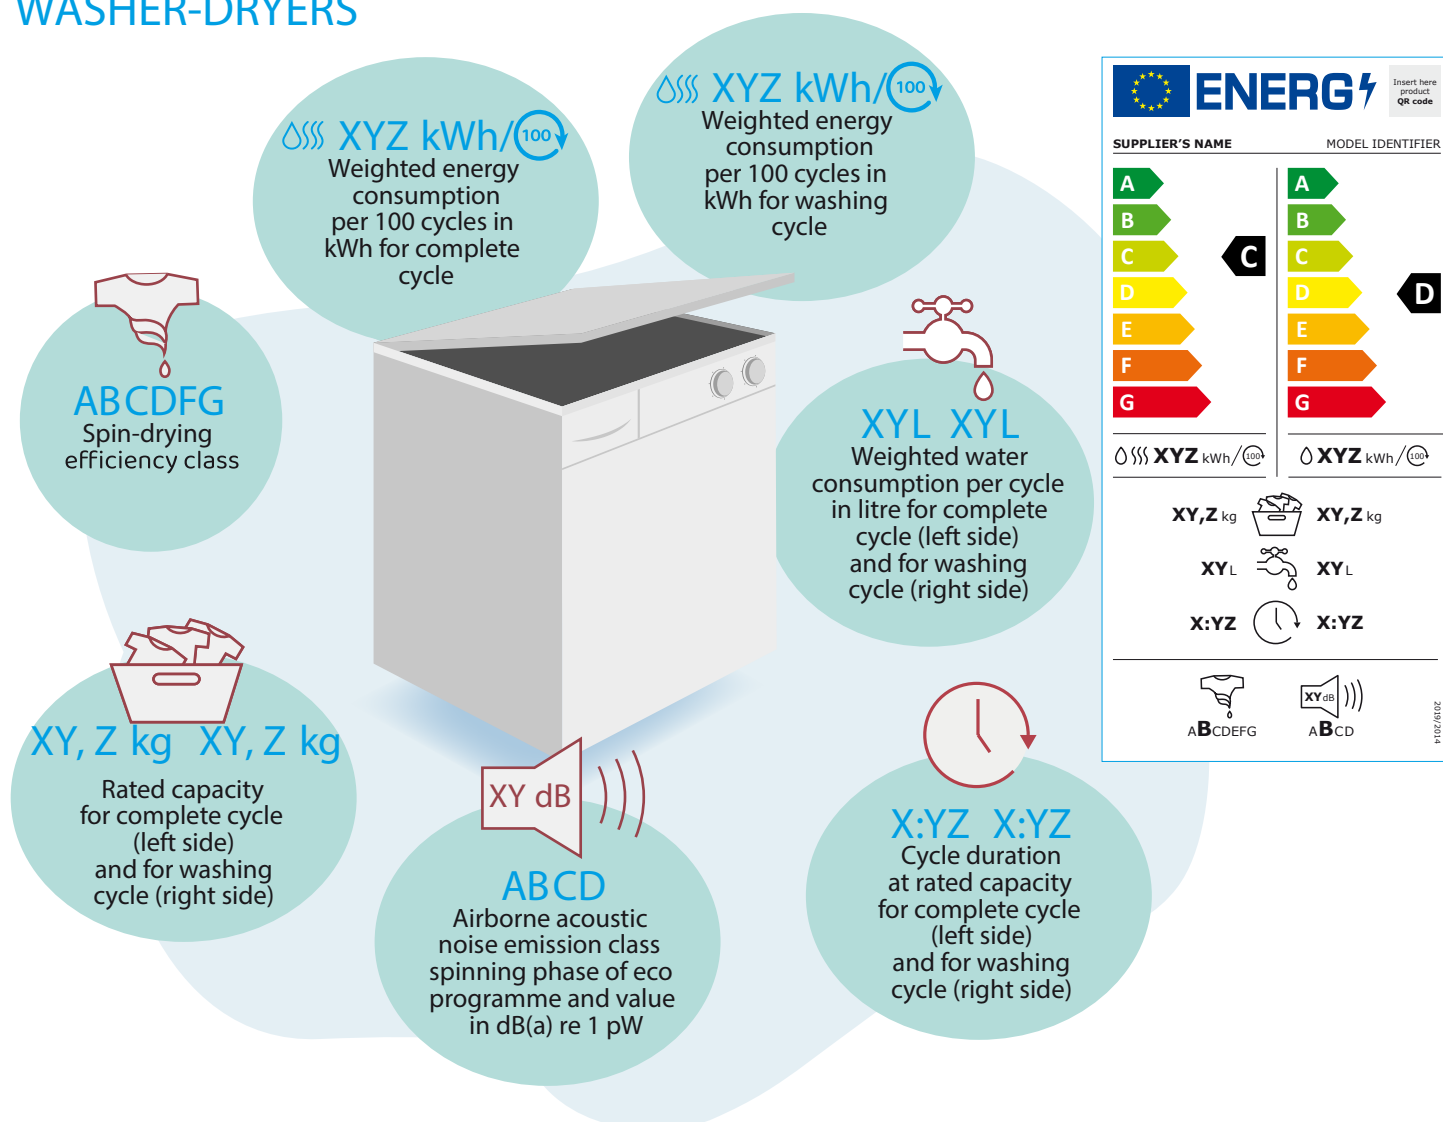 WASHER-DRYERS
XYZ kWh/100
Weighted energy
consumption
per 100 cycles in
kWh for complete
cycle
XYZ kWh/100
Weighted energy
consumption
per 100 cycles in
kWh for washing
cycle
ABCDFG
Spin-drying
efficiency class
XYL XYL
Weighted water
consumption per cycle
in litre for complete
cycle (left side)
and for washing
cycle (right side)
XY, Z kg XY, Z kg
Rated capacity
for complete cycle
(left side)
and for washing
cycle (right side)
XY dB
ABCD
Airborne acoustic
noise emission class
spinning phase of eco
programme and value
in dB(a) re 1 pW
X:YZ X:YZ
Cycle duration
at rated capacity
for complete cycle
(left side)
and for washing
cycle (right side)
ENERG
Insert here
product
QR code
SUPPLIER'S NAME MODEL IDENTIFIER
A A
B B
C C C
D D D
E E
F F
G G
XYZ kWh/100 XYZ kWh/100
XY,Z kg XY,Z kg
XY L XY L
X:YZ X:YZ
XY dB
ABCDEFG ABCD
2019/2014